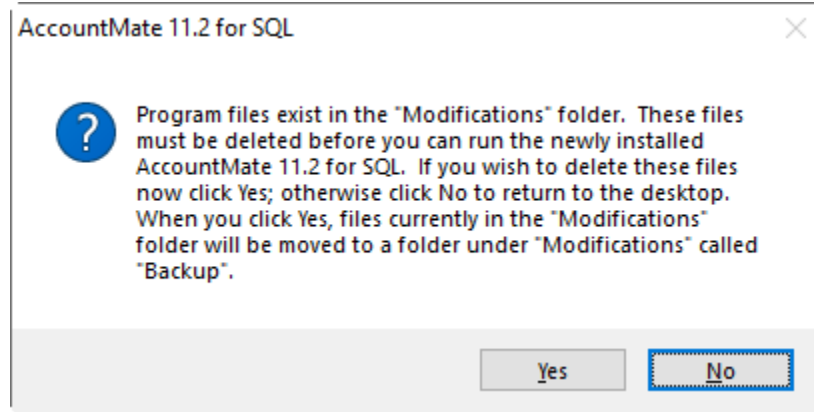 AccountMate 11.2 for SQL
Program files exist in the "Modifications" folder.  These files
must be deleted before you can run the newly installed
AccountMate 11.2 for SQL.  If you wish to delete these files
now click Yes; otherwise click No to return to the desktop.
When you click Yes, files currently in the "Modifications"
folder will be moved to a folder under "Modifications" called
"Backup".
Yes
No